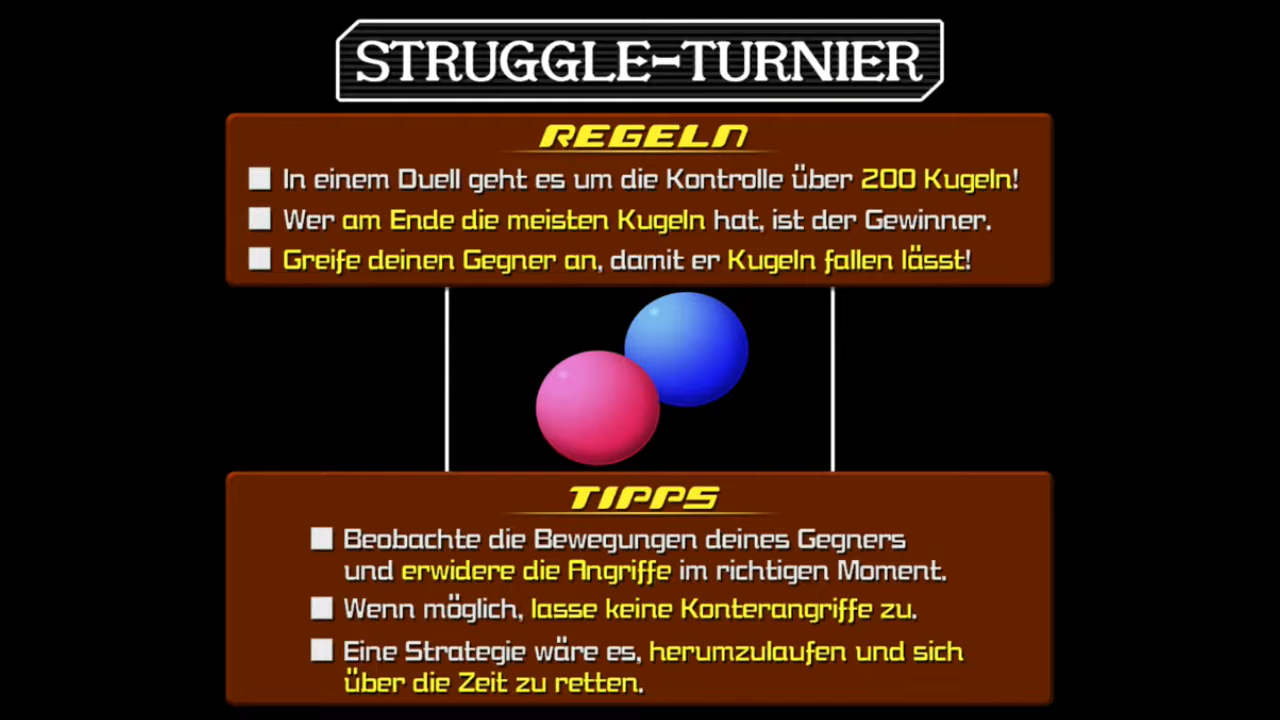 STRUGGLE-TURNIER
REGELN
In einem Duell geht es um die Kontrolle über 200 Kugeln!
Wer am Ende die meisten Kugeln hat, ist der Gewinner.
Greife deinen Gegner an, damit er Kugeln fallen lässt!
TIPPS
Beobachte die Bewegungen deines Gegners
und erwidere die Angriffe im richtigen Moment.
Wenn möglich, lasse keine Konterangriffe zu.
Eine Strategie wäre es, herumzulaufen und sich
über die Zeit zu retten.